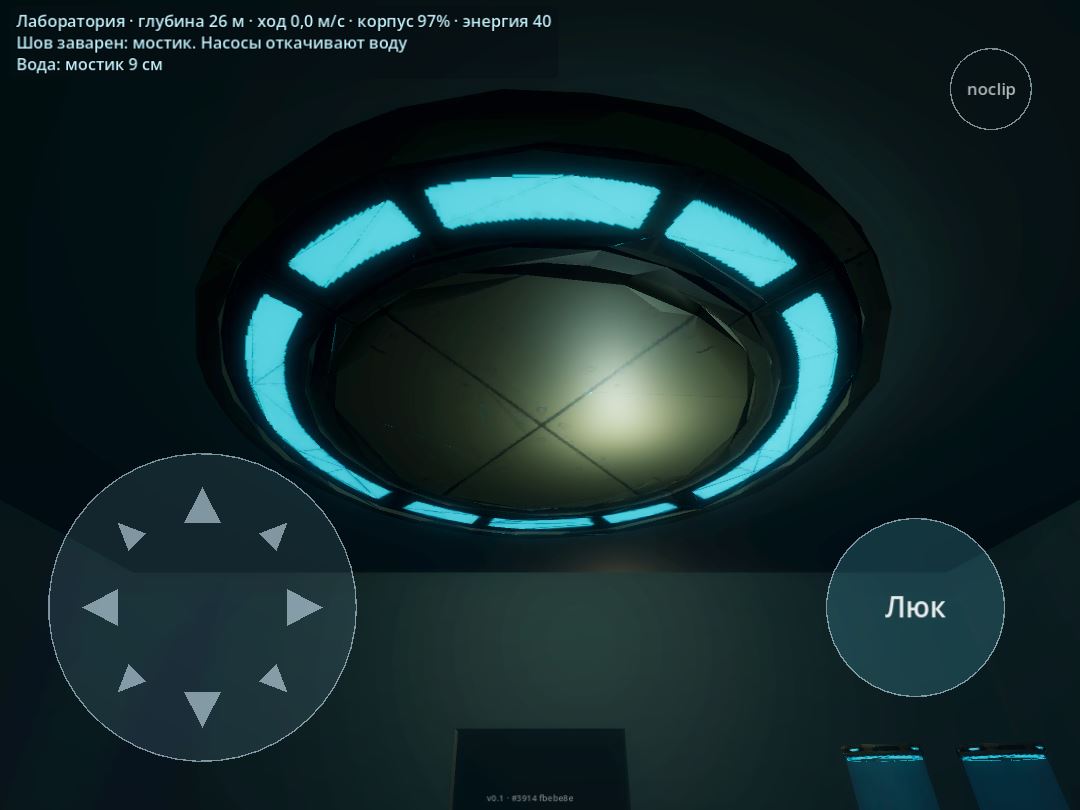 Лаборатория · глубина 26 м · ход 0,0 м/с · корпус 97% · энергия 40
Шов заварен: мостик. Насосы откачивают воду
Вода: мостик 9 см
noclip
Люк
v0.1 · #3914 fbebe8e